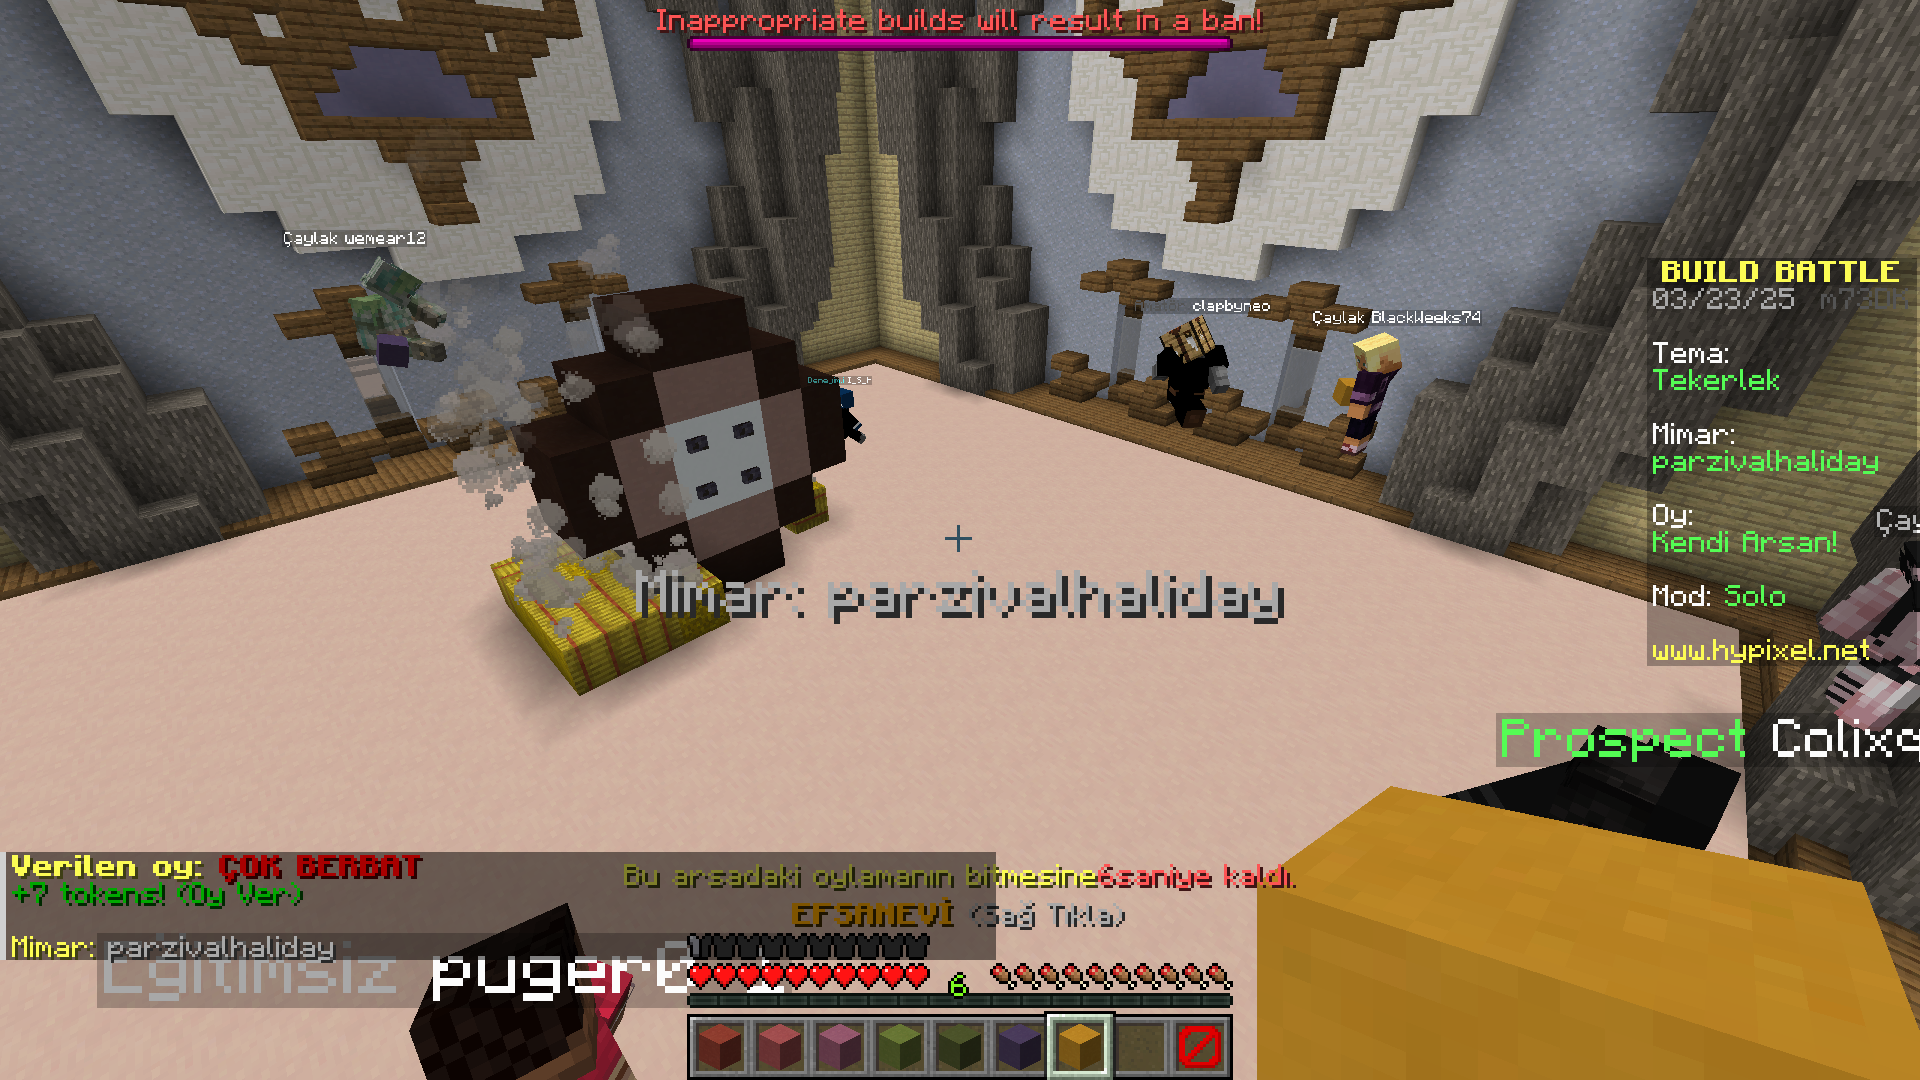 Inappropriate builds will result in a ban!
Çaylak wemear12
clapbyneo
Çaylak BlackWeeks74
BUILD BATTLE
03/23/25
Tema:
Tekerlek
Mimar:
parzivalhaliday
Oy:
Kendi Arsan!
Mod: Solo
www.hypixel.net
Mimar: parzivalhaliday
Prospect
Verilen oy: ÇOK BERBAT
+7 tokens! (Oy Ver)
Mimar: parzivalhaliday
Bu arsadaki oylamanın bitmesine 6saniye kaldı.
EFSANEVİ (Sağ Tıkla)
Eğitimsiz
6